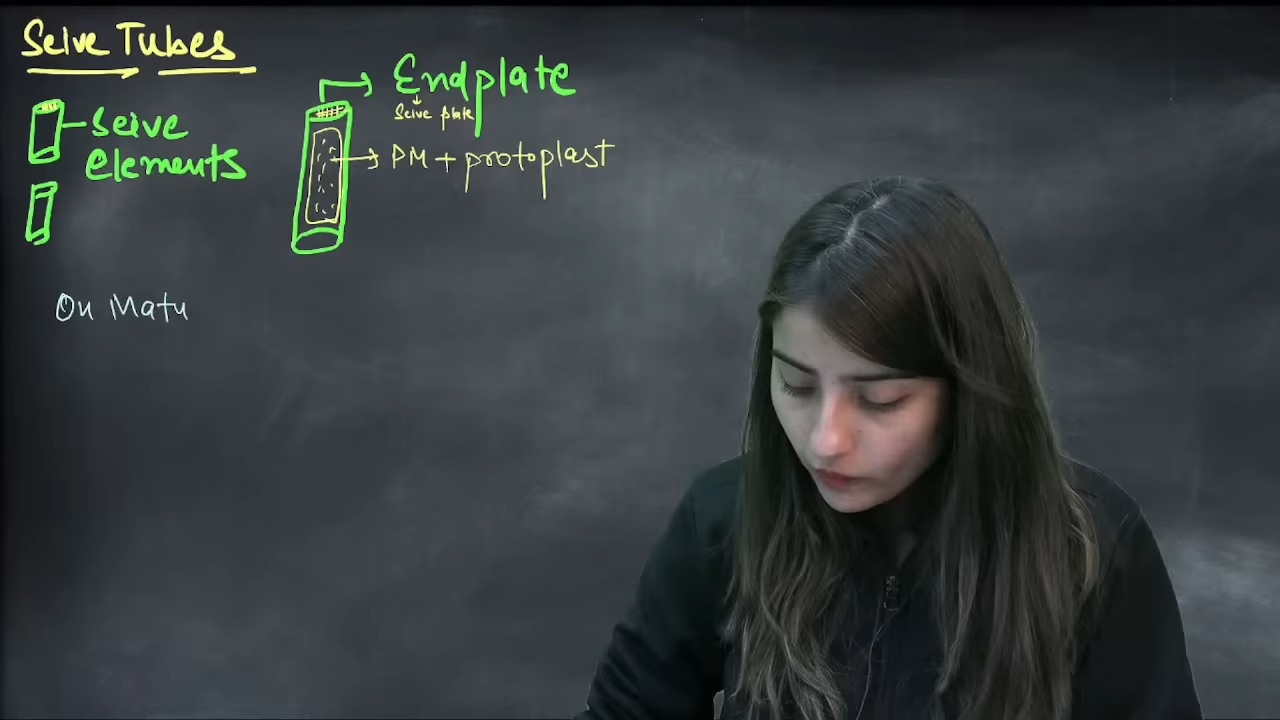 Seive Tubes
Seive
elements
Endplate
Seive plate
PM + protoplast
On Matu